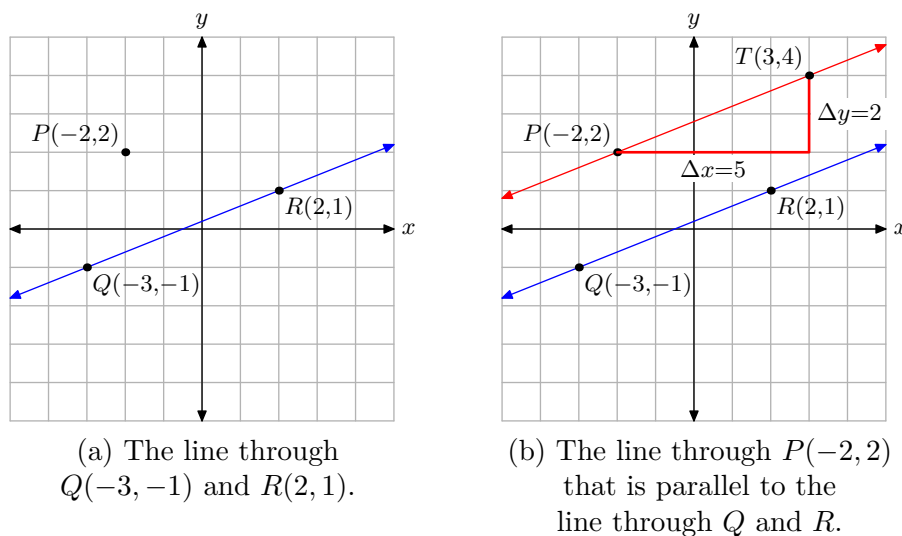 y
P(−2,2)
R(2,1)
x
Q(−3,−1)
(a) The line through
Q(−3, −1) and R(2, 1).
y
T(3,4)
P(−2,2)
Δy=2
Δx=5
R(2,1)
x
Q(−3,−1)
(b) The line through P(−2, 2)
that is parallel to the
line through Q and R.